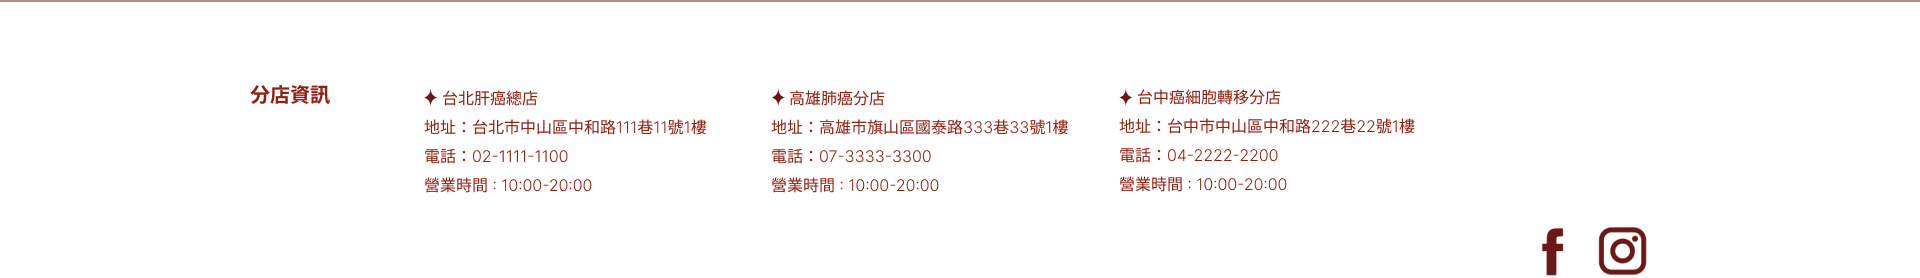 分店資訊
✦ 台北肝癌總店
地址：台北市中山區中和路111巷11號1樓
電話：02-1111-1100
營業時間 : 10:00-20:00
✦ 高雄肺癌分店
地址：高雄市旗山區國泰路333巷33號1樓
電話：07-3333-3300
營業時間 : 10:00-20:00
✦ 台中癌細胞轉移分店
地址：台中市中山區中和路222巷22號1樓
電話：04-2222-2200
營業時間 : 10:00-20:00